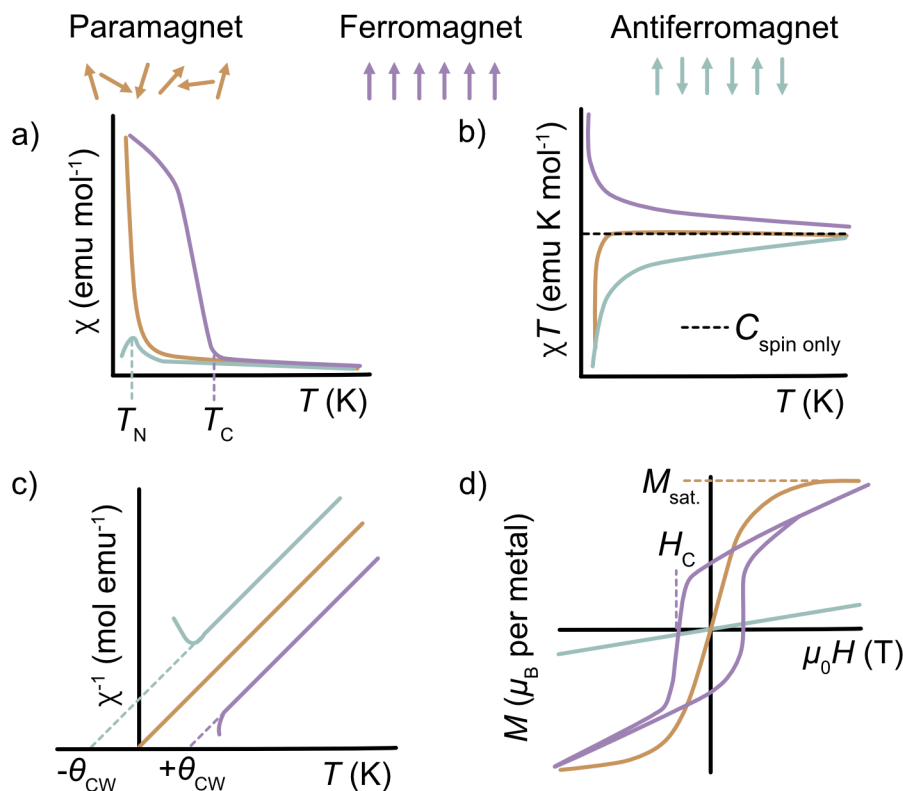 Paramagnet
Ferromagnet
Antiferromagnet
a)
χ (emu mol⁻¹)
T_N
T_C
T (K)
b)
χT (emu K mol⁻¹)
C_spin only
T (K)
c)
χ⁻¹ (mol emu⁻¹)
-θ_CW
+θ_CW
T (K)
d)
M_sat.
H_C
M (μ_B per metal)
μ₀H (T)